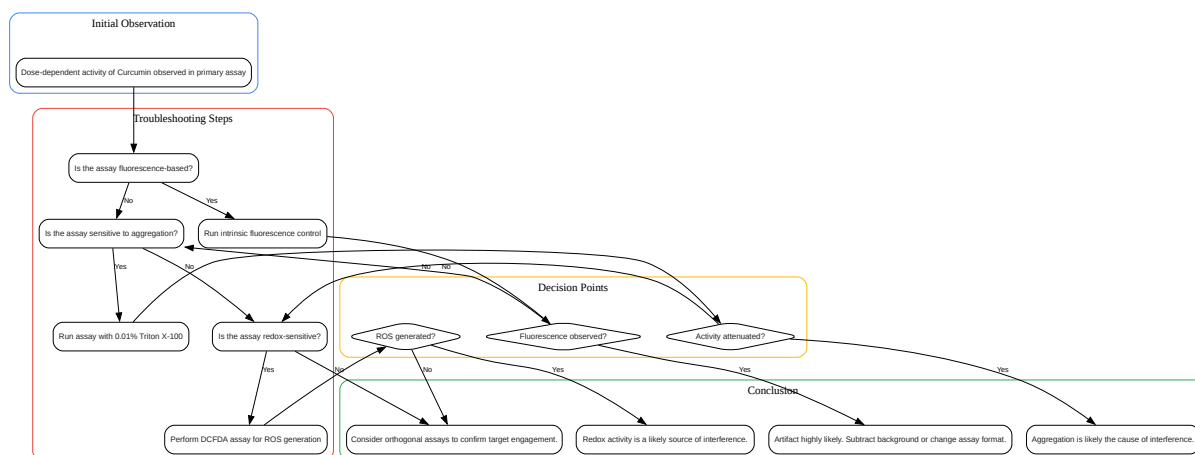 Initial Observation
Dose-dependent activity of Curcumin observed in primary assay
Troubleshooting Steps
Is the assay fluorescence-based?
No
Yes
Is the assay sensitive to aggregation?
Run intrinsic fluorescence control
Yes
No
No
No
Decision Points
Run assay with 0.01% Triton X-100
Is the assay redox-sensitive?
ROS generated?
Fluorescence observed?
Activity attenuated?
Yes
No
No
Yes
Yes
Yes
Conclusion
Perform DCFDA assay for ROS generation
Consider orthogonal assays to confirm target engagement.
Redox activity is a likely source of interference.
Artifact highly likely. Subtract background or change assay format.
Aggregation is likely the cause of interference.